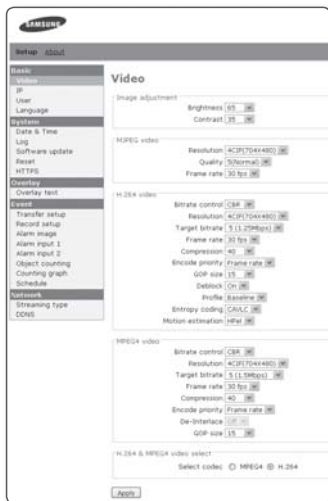 SAMSUNG
Setup About
Basic
Video
IP
User
Language
System
Date & Time
Log
Software update
Reset
HTTPS
Overlay
Overlay text
Event
Transfer setup
Record setup
Alarm image
Alarm input 1
Alarm input 2
Object counting
Counting graph
Schedule
Network
Streaming type
DDNS
Video
Image adjustment
Brightness 65
Contrast 35
MJPEG video
Resolution 4CIF(704X480)
Quality 5(Normal)
Frame rate 30 fps
H.264 video
Bitrate control CBR
Resolution 4CIF(704X480)
Target bitrate 5 (1.25Mbps)
Frame rate 30 fps
Compression 40
Encode priority Frame rate
GOP size 15
Deblock On
Profile Baseline
Entropy coding CAVLC
Motion estimation HPel
MPEG4 video
Bitrate control CBR
Resolution 4CIF(704X480)
Target bitrate 5 (1.5Mbps)
Frame rate 30 fps
Compression 40
Encode priority Frame rate
De-Interlace Off
GOP size 15
H.264 & MPEG4 video select
Select codec MPEG4 H.264
Apply